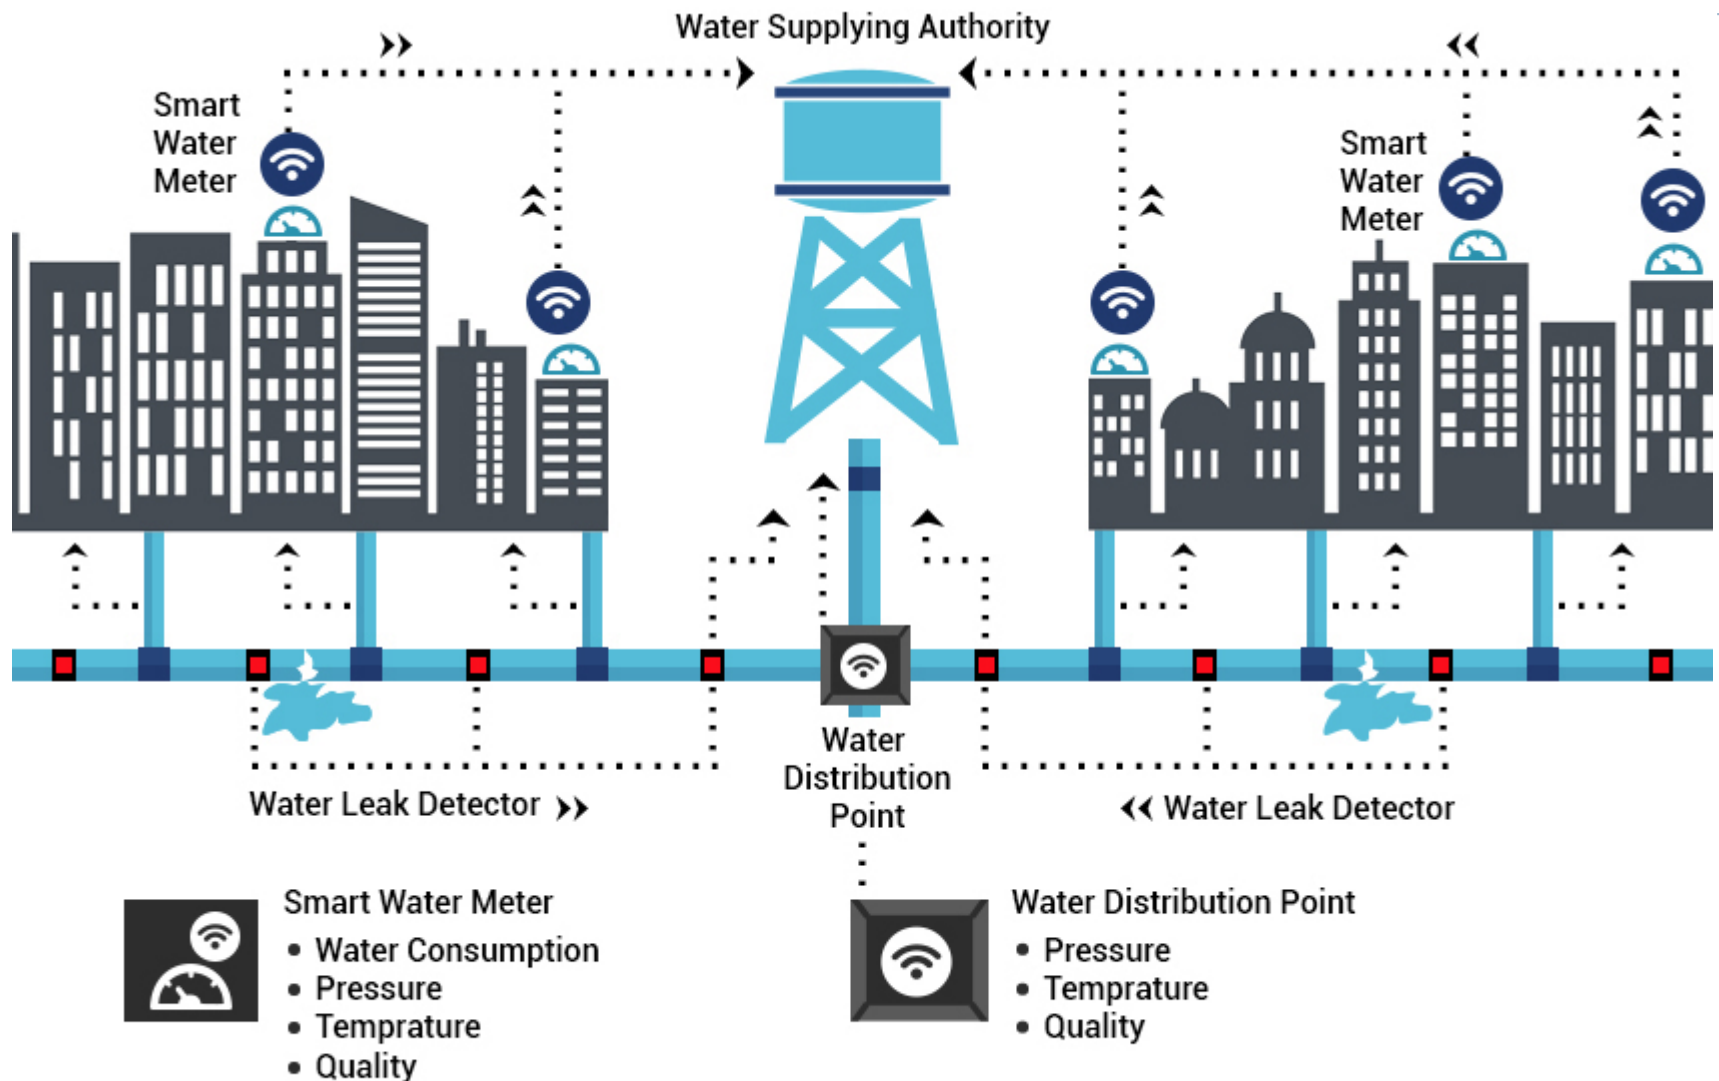 Water Supplying Authority
Smart
Water
Meter
Smart
Water
Meter
Water
Distribution
Point
Water Leak Detector
Water Leak Detector
Smart Water Meter
• Water Consumption
• Pressure
• Temprature
• Quality
Water Distribution Point
• Pressure
• Temprature
• Quality